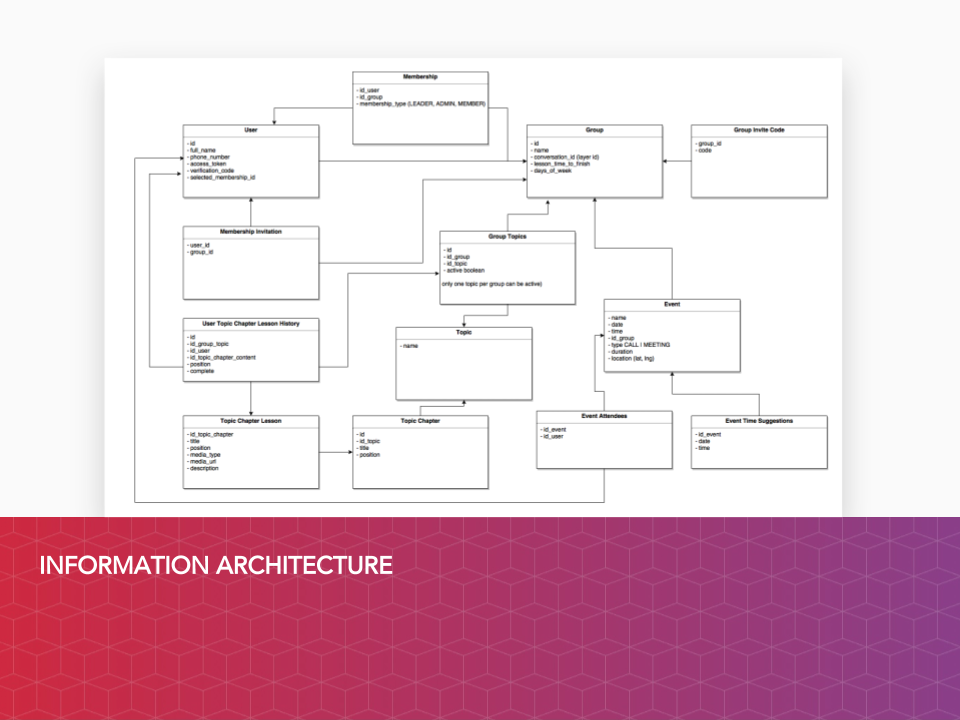 Membership
- id_user
- id_group
- membership_type (LEADER, ADMIN, MEMBER)
User
- id
- full_name
- phone_number
- access_token
- verification_code
- selected_membership_id
Group
- id
- name
- conversation_id (layer id)
- lesson_time_to_finish
- days_of_week
Group Invite Code
- group_id
- code
Membership Invitation
- user_id
- group_id
Group Topics
- id
- id_group
- id_topic
- active boolean
only one topic per group can be active)
Event
- name
- date
- time
- id_group
- type CALL | MEETING
- duration
- location (lat, lng)
User Topic Chapter Lesson History
- id
- id_group_topic
- id_user
- id_topic_chapter_content
- position
- complete
Topic
- name
Topic Chapter Lesson
- id_topic_chapter
- title
- position
- media_type
- media_url
- description
Topic Chapter
- id
- id_topic
- title
- position
Event Attendees
- id_event
- id_user
Event Time Suggestions
- id_event
- date
- time
INFORMATION ARCHITECTURE